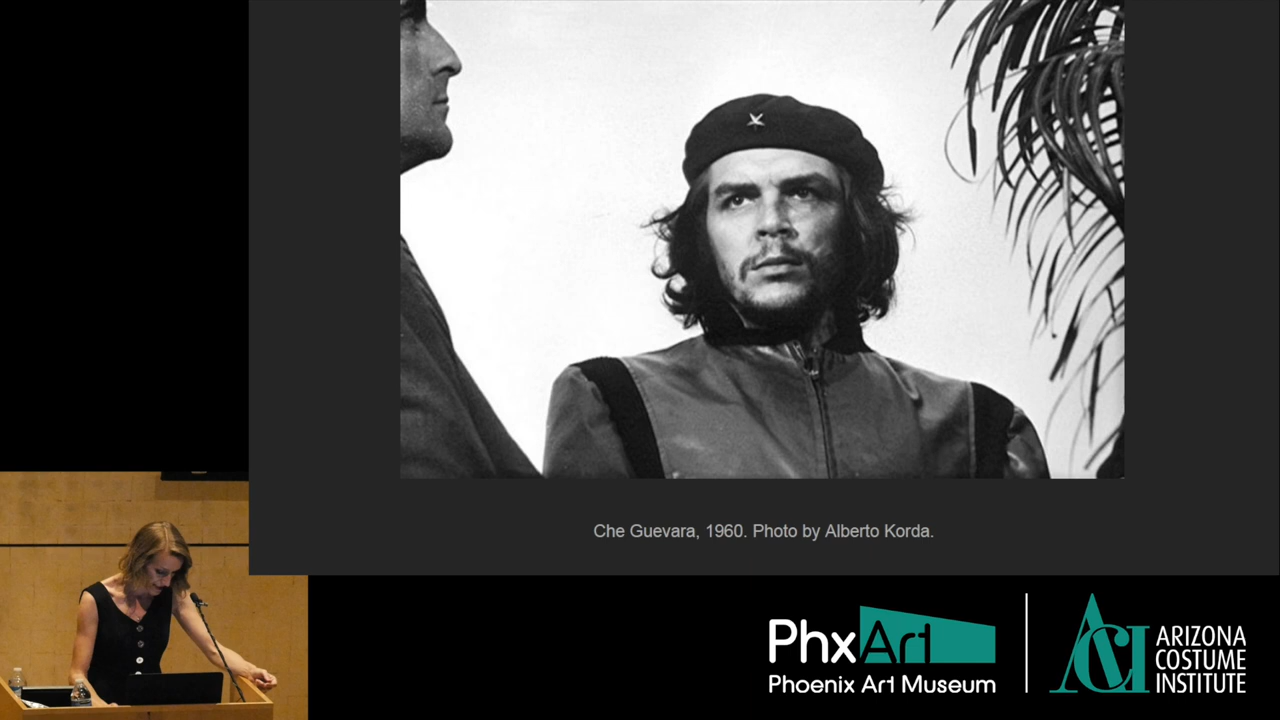 Che Guevara, 1960. Photo by Alberto Korda.
PhxArt
Phoenix Art Museum
ACI
ARIZONA
COSTUME
INSTITUTE